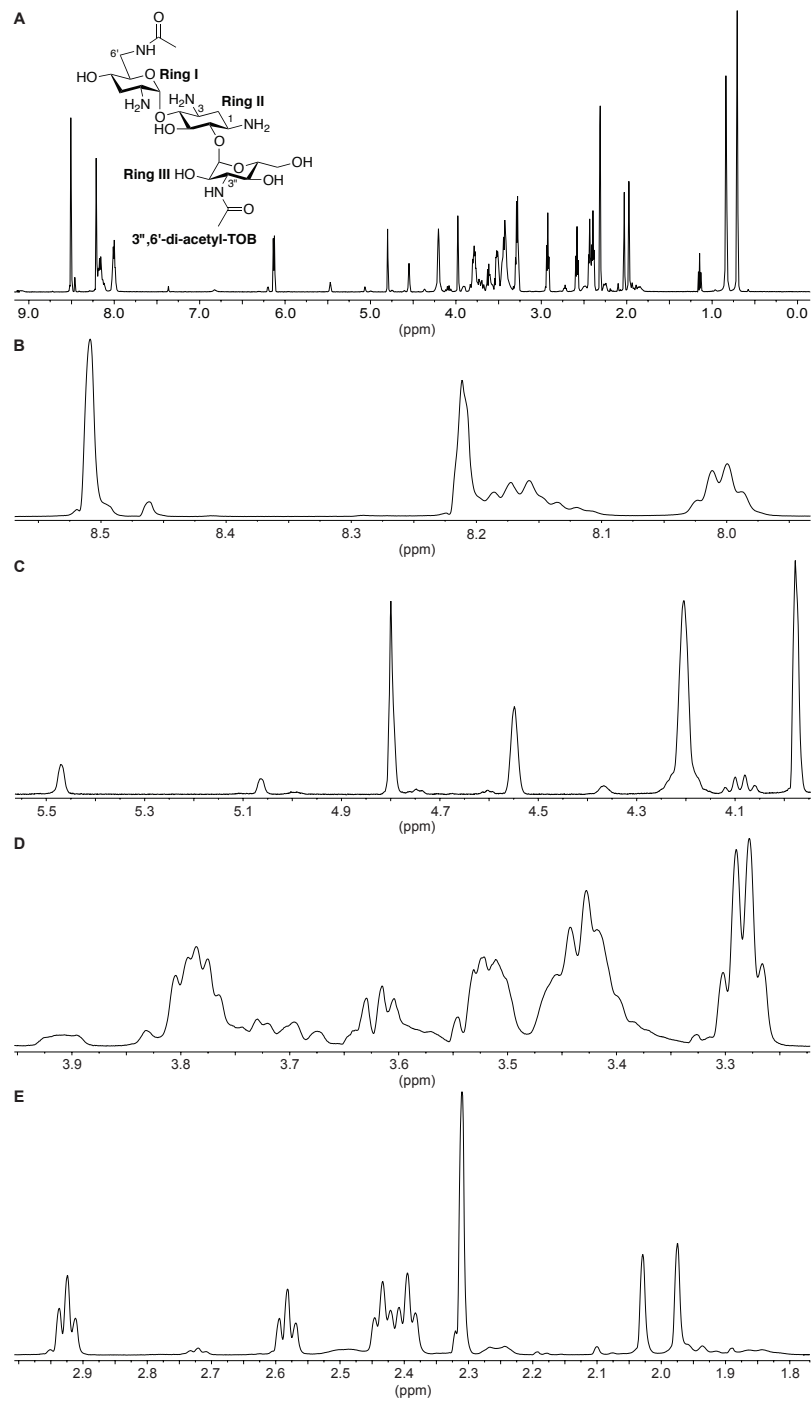 A
O
6'
NH
HO
O
Ring I
H₂N
H₂N
3
Ring II
O
HO
1
NH₂
O
Ring III
HO
O
OH
OH
HN
3"
O
3",6'-di-acetyl-TOB
9.0 8.0 7.0 6.0 5.0 4.0 3.0 2.0 1.0 0.0
(ppm)
B
8.5 8.4 8.3 8.2 8.1 8.0
(ppm)
C
5.5 5.3 5.1 4.9 4.7 4.5 4.3 4.1
(ppm)
D
3.9 3.8 3.7 3.6 3.5 3.4 3.3
(ppm)
E
2.9 2.8 2.7 2.6 2.5 2.4 2.3 2.2 2.1 2.0 1.9 1.8
(ppm)